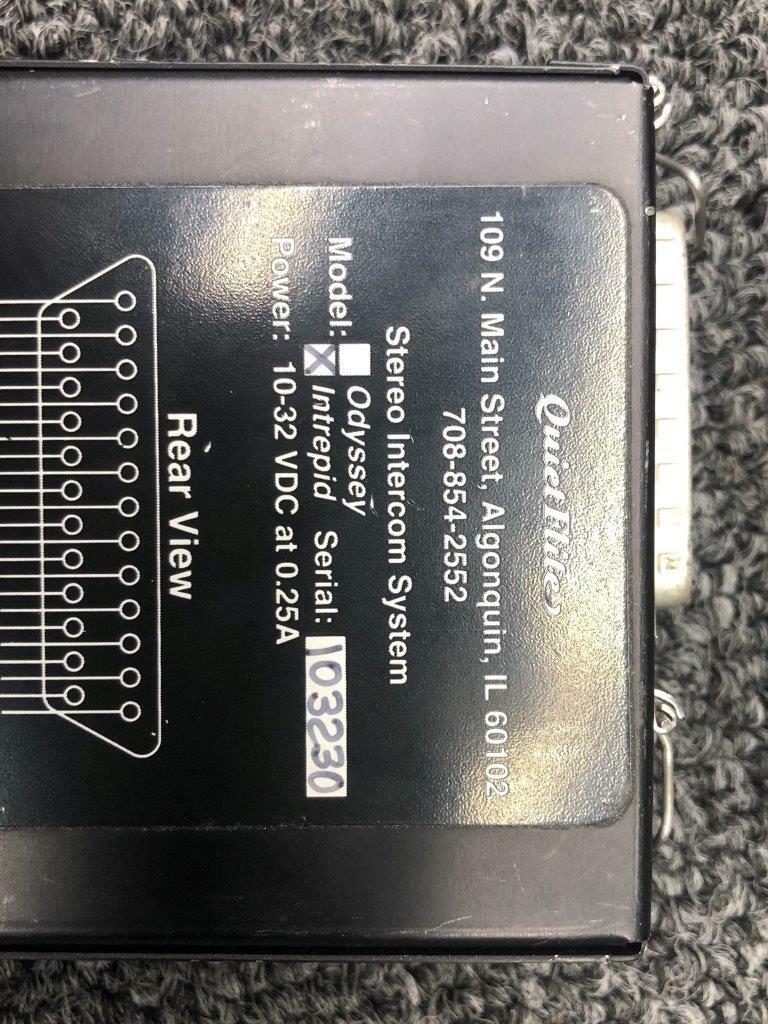 QuietFlite
109 N. Main Street, Algonquin, IL 60102
708-854-2552
Stereo Intercom System
Model: Odyssey
X Intrepid Serial: 103230
Power: 10-32 VDC at 0.25A
Rear View